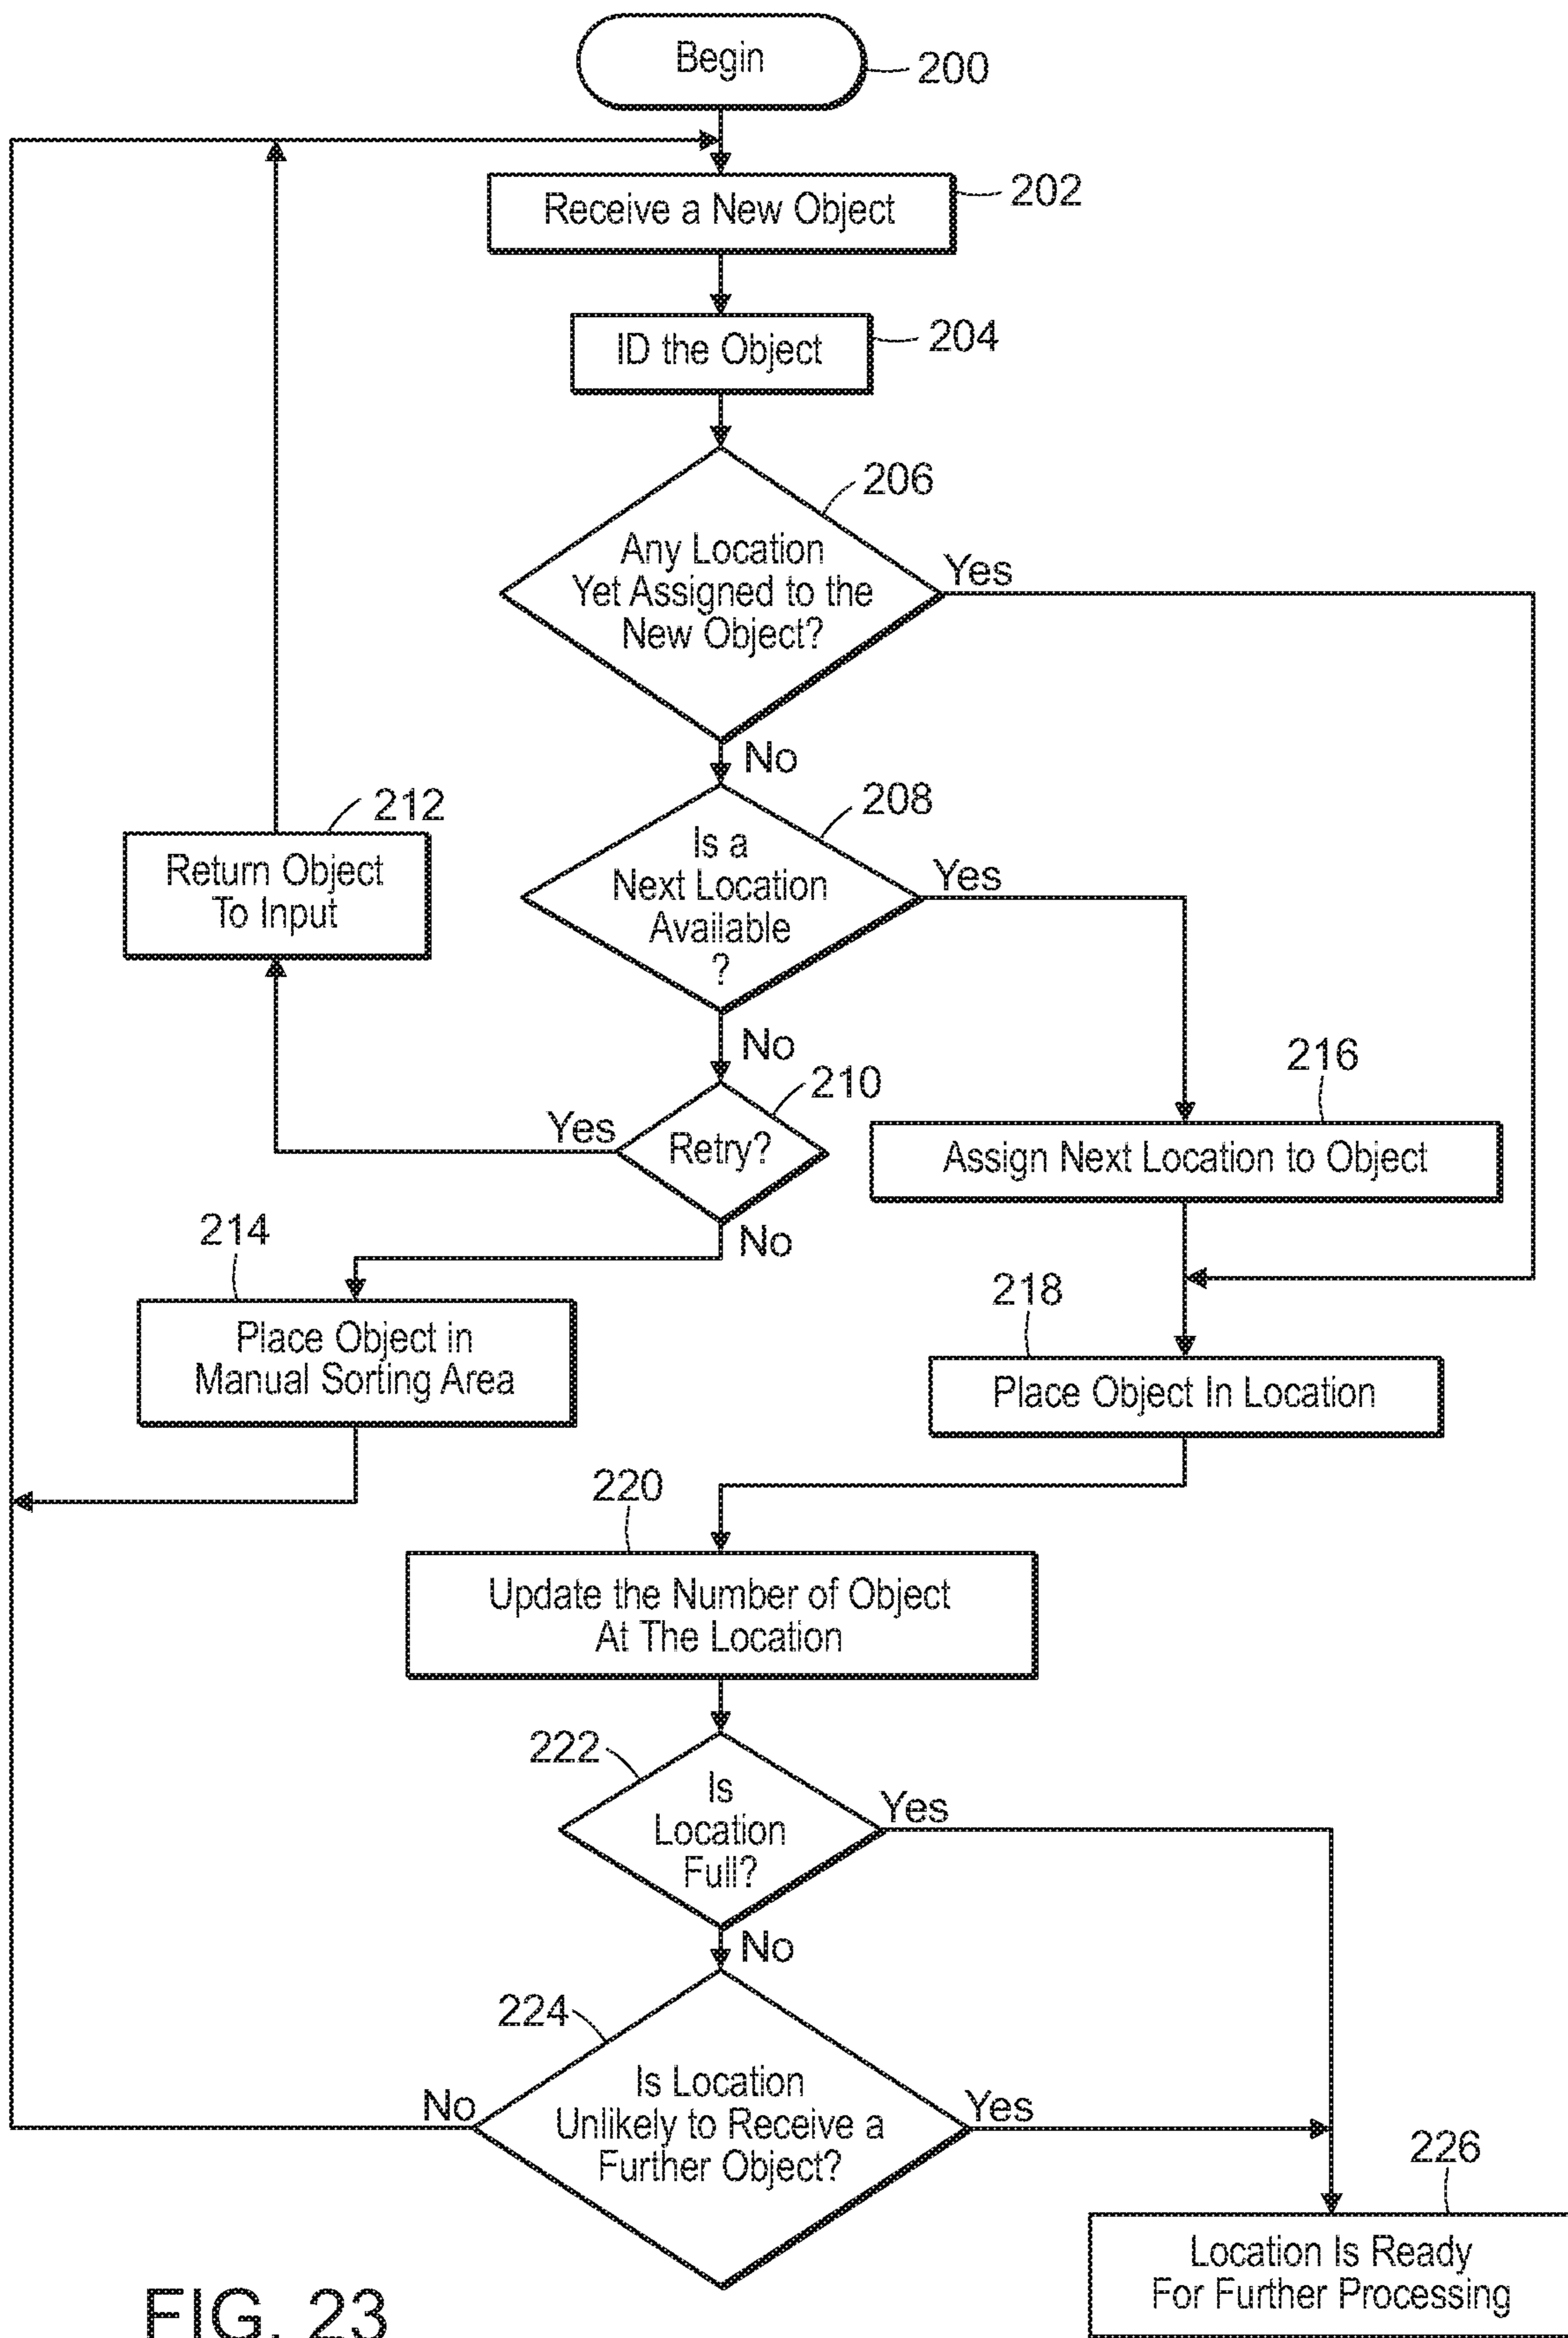 Begin
200
Receive a New Object
202
ID the Object
204
206
Any Location
Yet Assigned to the
New Object?
Yes
No
208
Is a
Next Location
Available
?
Yes
No
212
Return Object
To Input
210
Retry?
Yes
No
216
Assign Next Location to Object
214
Place Object in
Manual Sorting Area
218
Place Object In Location
220
Update the Number of Object
At The Location
222
Is
Location
Full?
Yes
No
224
Is Location
Unlikely to Receive a
Further Object?
No
Yes
226
Location Is Ready
For Further Processing
FIG. 23